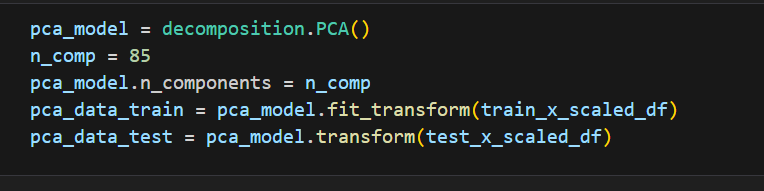 pca_model = decomposition.PCA()
n_comp = 85
pca_model.n_components = n_comp
pca_data_train = pca_model.fit_transform(train_x_scaled_df)
pca_data_test = pca_model.transform(test_x_scaled_df)